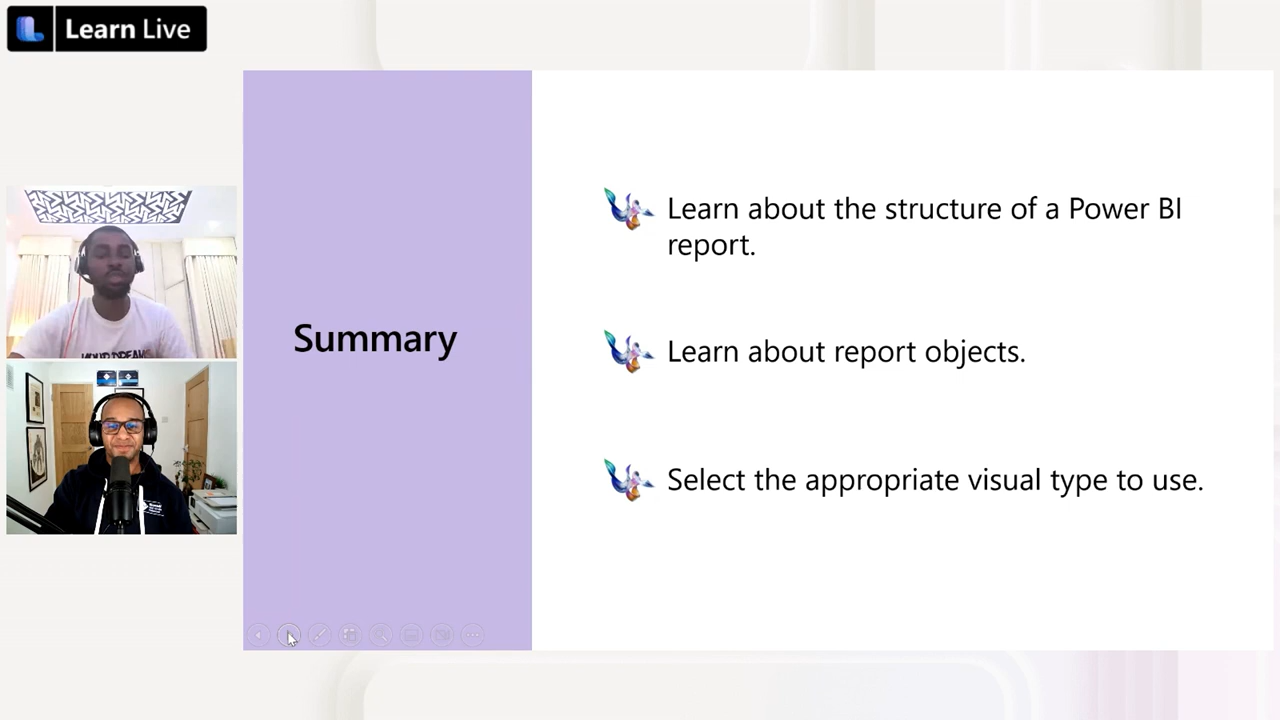 Learn Live
Summary
Learn about the structure of a Power BI
report.
Learn about report objects.
Select the appropriate visual type to use.